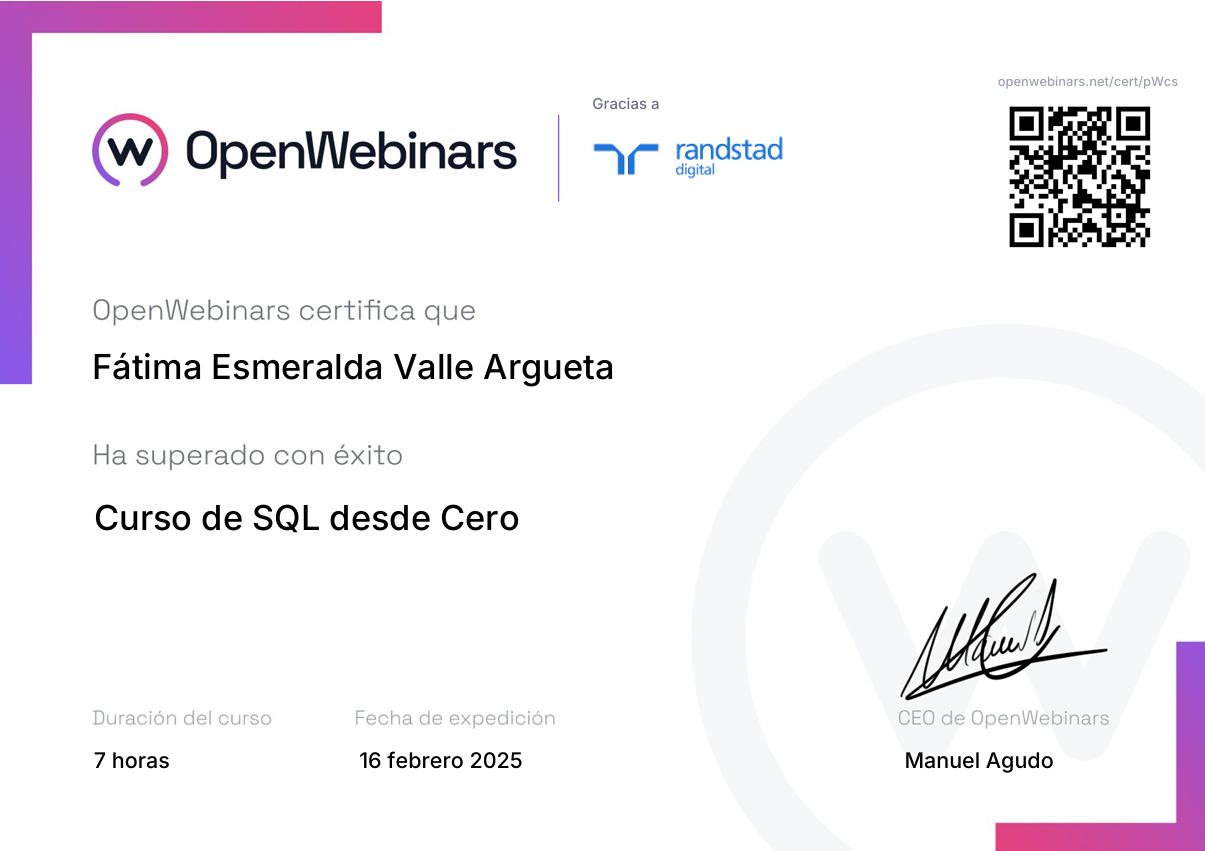 openwebinars.net/cert/pWcs
OpenWebinars
Gracias a
randstad
digital
OpenWebinars certifica que
Fátima Esmeralda Valle Argueta
Ha superado con éxito
Curso de SQL desde Cero
Duración del curso
7 horas
Fecha de expedición
16 febrero 2025
CEO de OpenWebinars
Manuel Agudo